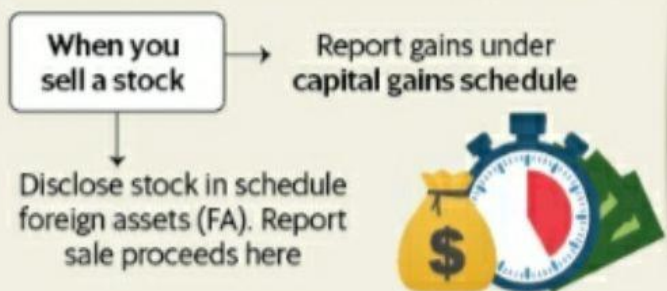 When you
sell a stock
Report gains under
capital gains schedule
Disclose stock in schedule
foreign assets (FA). Report
sale proceeds here
$